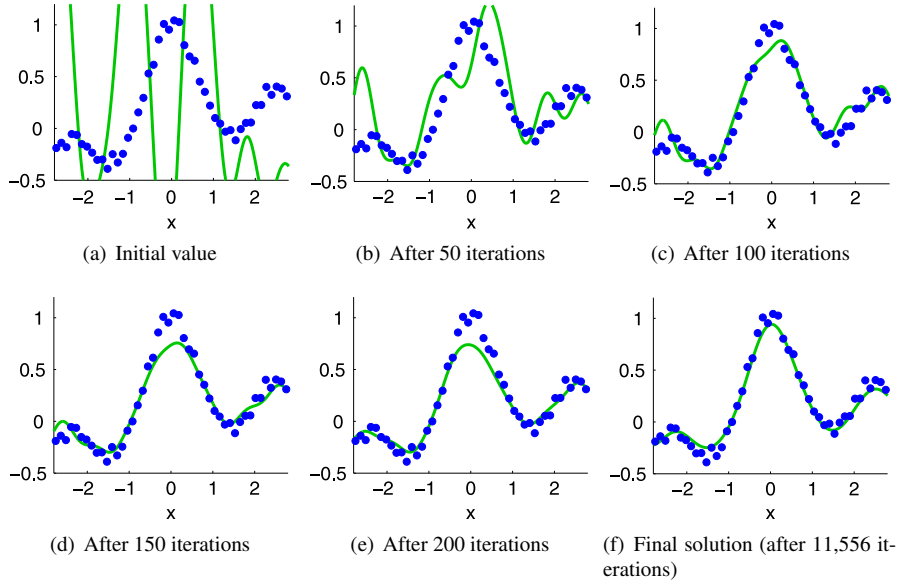 1
0.5
0
−0.5
−2 −1 0 1 2
x
(a) Initial value
1
0.5
0
−0.5
−2 −1 0 1 2
x
(b) After 50 iterations
1
0.5
0
−0.5
−2 −1 0 1 2
x
(c) After 100 iterations
1
0.5
0
−0.5
−2 −1 0 1 2
x
(d) After 150 iterations
1
0.5
0
−0.5
−2 −1 0 1 2
x
(e) After 200 iterations
1
0.5
0
−0.5
−2 −1 0 1 2
x
(f) Final solution (after 11,556 it-
erations)